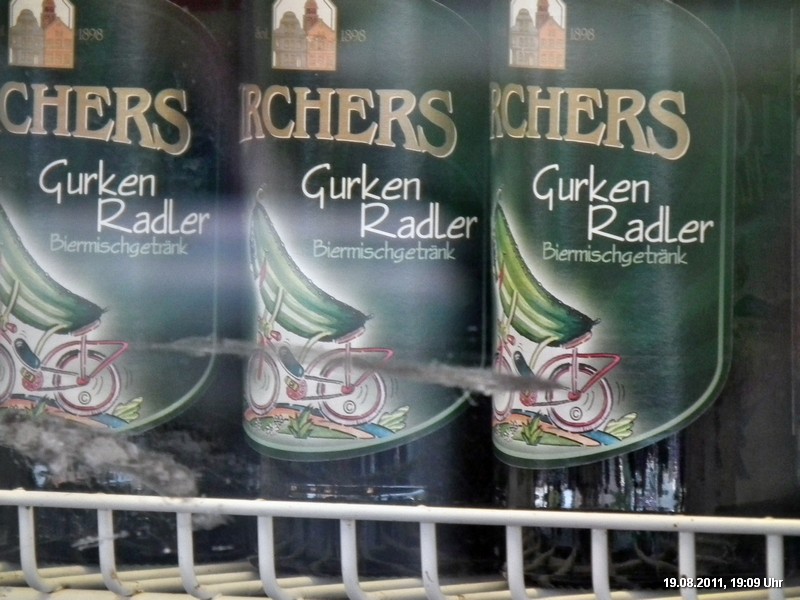 1898
CHERS
Gurken
Radler
Biermischgetränk
1898
RCHERS
Gurken
Radler
Biermischgetränk
©
1898
RCHERS
Gurken
Radler
Biermischgetränk
©
19.08.2011, 19:09 Uhr